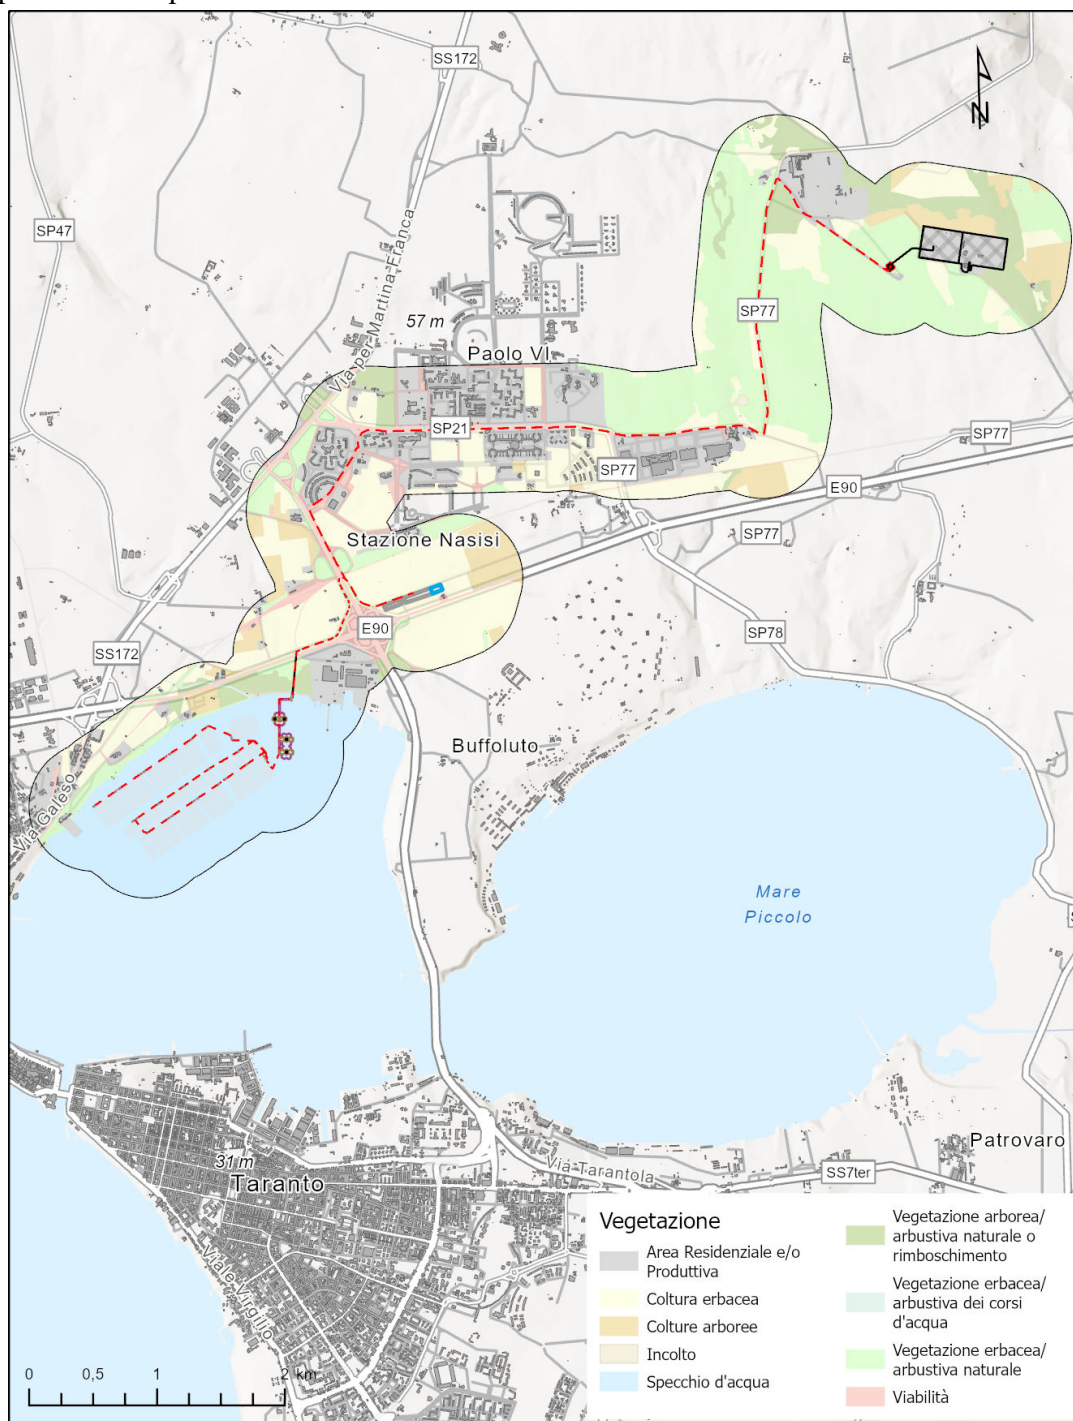 SS172
N
SP47
Via per Martina Franca
57 m
SP77
Paolo VI
SP21
SP77
SP77
E90
Stazione Nasisi
SP77
E90
SP78
SS172
Buffoluto
Via Galeso
Mare
Piccolo
Patrovaro
31 m
Taranto
Via Tarantola
SS7ter
Viale Virgilio
Vegetazione
Area Residenziale e/o
Produttiva
Coltura erbacea
Colture arboree
Incolto
Specchio d'acqua
Vegetazione arborea/
arbustiva naturale o
rimboschimento
Vegetazione erbacea/
arbustiva dei corsi
d'acqua
Vegetazione erbacea/
arbustiva naturale
Viabilità
0 0,5 1 2 km